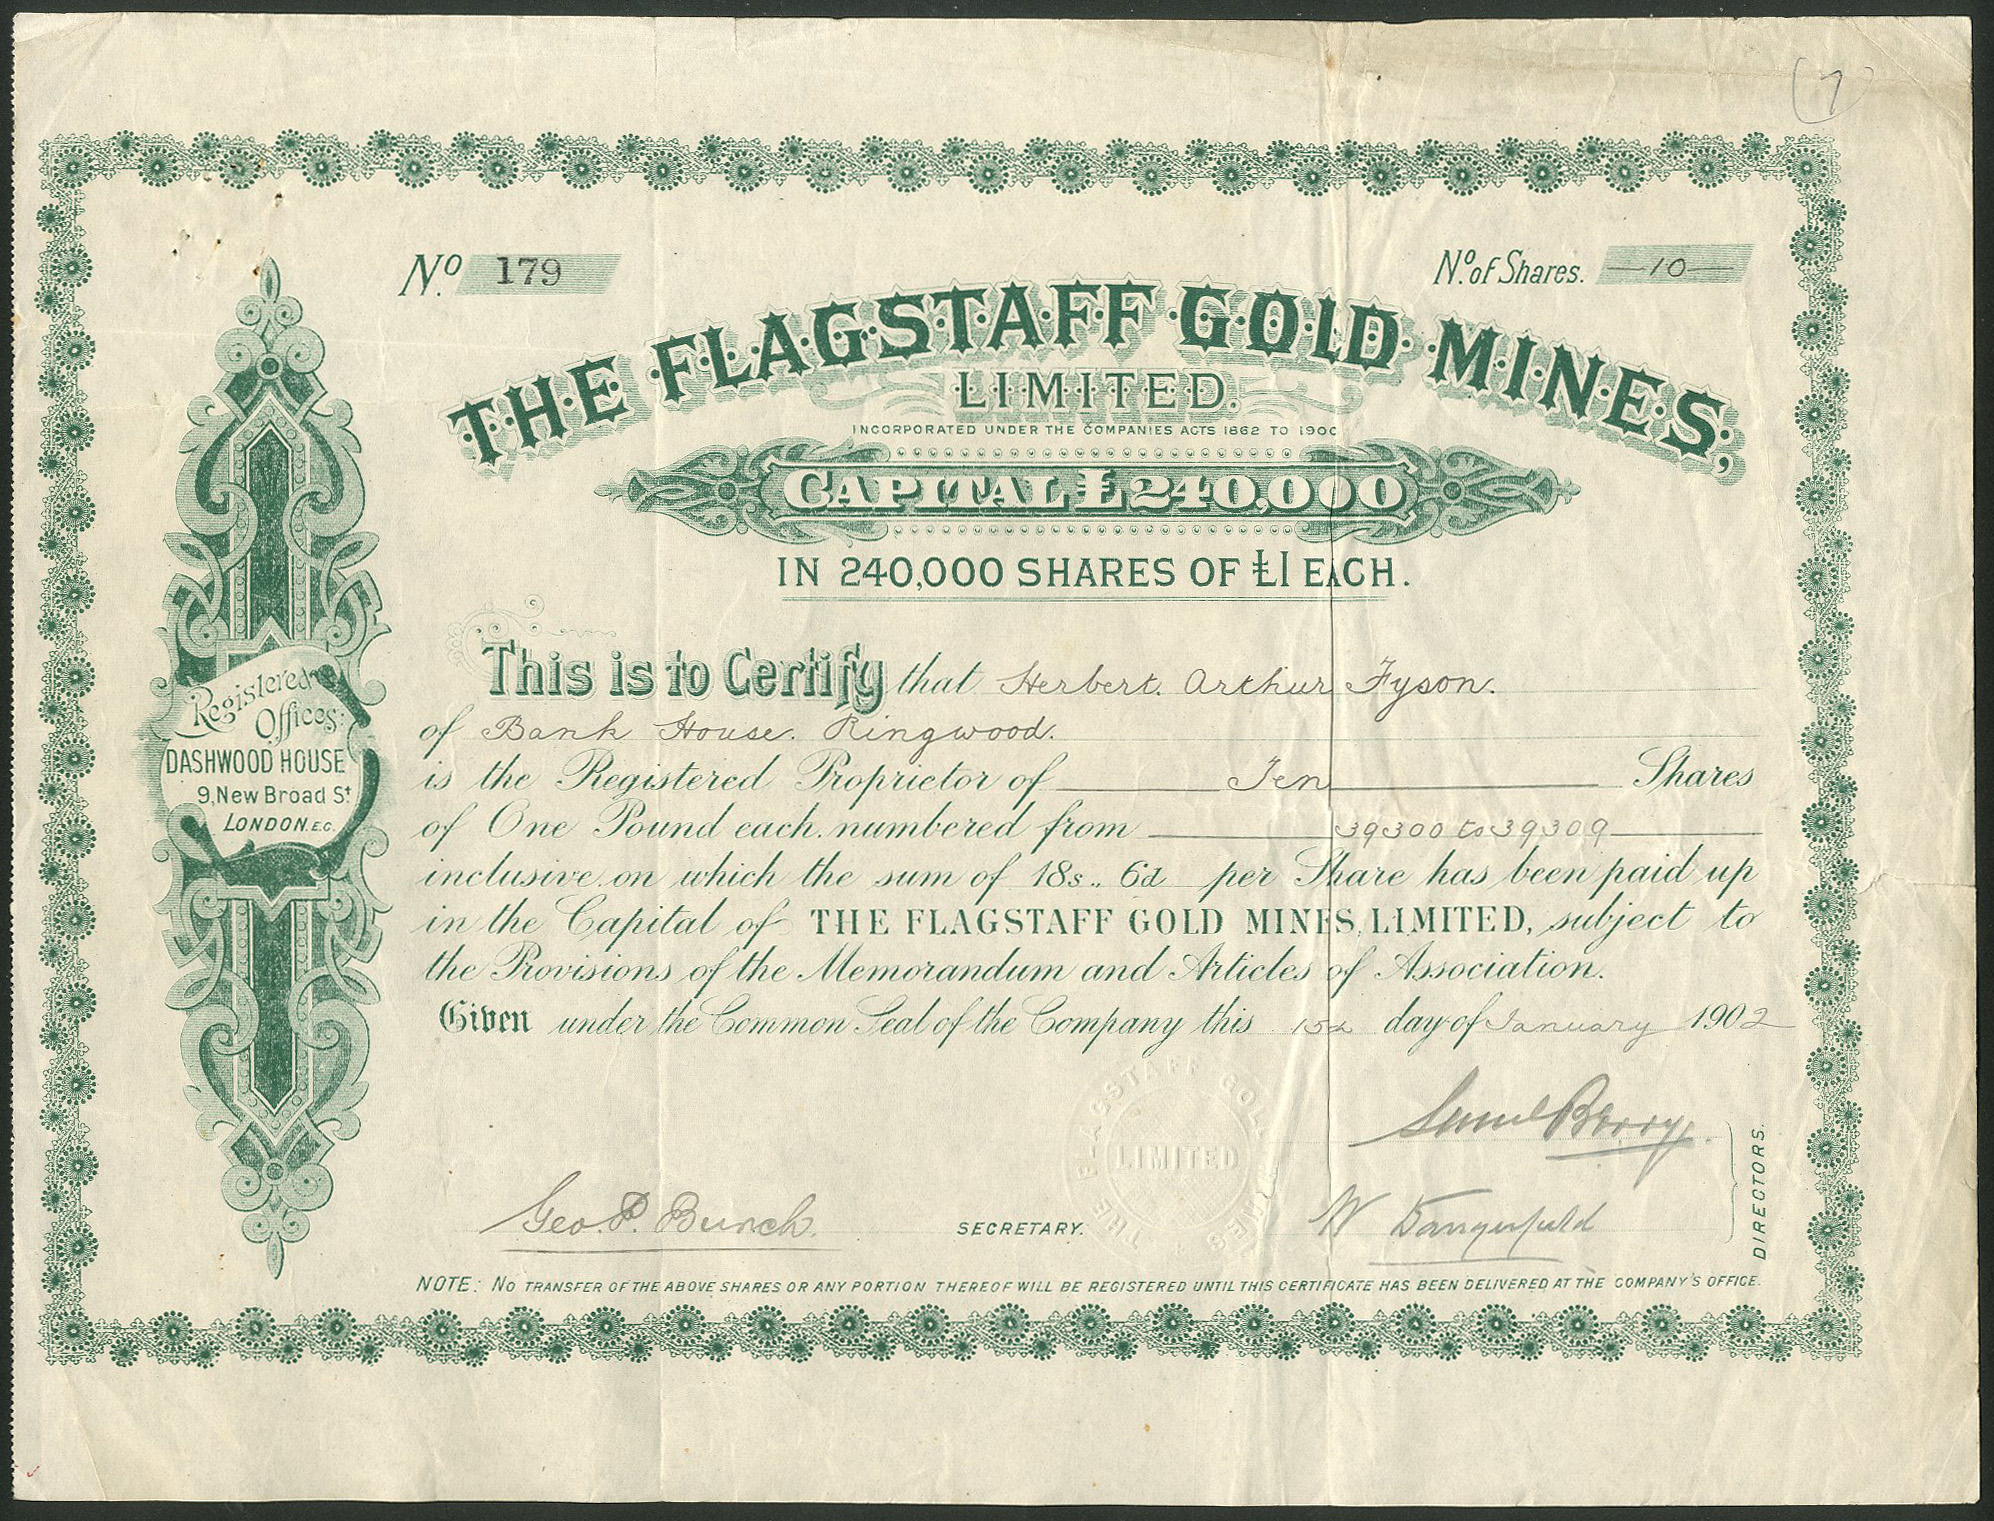 (7)
No. 179
No. of Shares. 10
THE FLAGSTAFF GOLD MINES,
LIMITED.
INCORPORATED UNDER THE COMPANIES ACTS 1862 TO 1900
CAPITAL £240,000
IN 240,000 SHARES OF £1 EACH.
Registered
Offices:
DASHWOOD HOUSE
9, New Broad St
LONDON. E.C.
This is to Certify that Herbert. Arthur Fyson.
of Bank House. Ringwood.
is the Registered Proprietor of Ten Shares
of One Pound each. numbered from 39300 to 39309
inclusive. on which the sum of 18s.. 6d per Share has been paid up
in the Capital of THE FLAGSTAFF GOLD MINES, LIMITED, subject to
the Provisions of the Memorandum and Articles of Association.
Given under the Common Seal of the Company this day of January 1902
THE FLAGSTAFF GOLD MINES
LIMITED
Berry.
Geo. P. Bunch.
SECRETARY.
W Dangerfield
DIRECTORS.
NOTE: NO TRANSFER OF THE ABOVE SHARES OR ANY PORTION THEREOF WILL BE REGISTERED UNTIL THIS CERTIFICATE HAS BEEN DELIVERED AT THE COMPANY'S OFFICE.